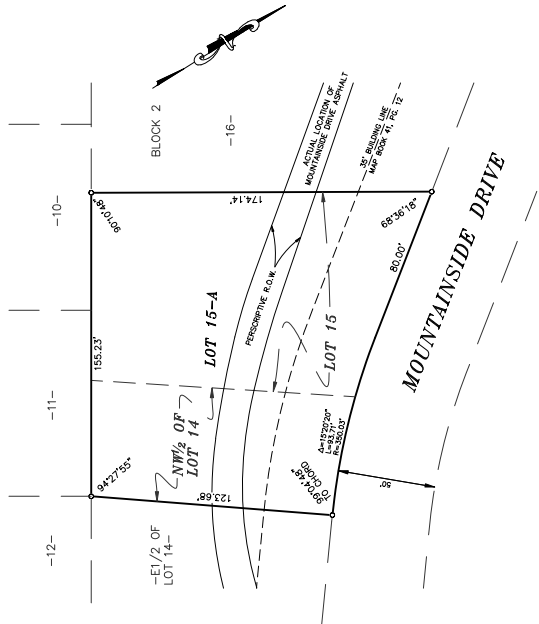 BLOCK 2
-16-
ACTUAL LOCATION OF
MOUNTAINSIDE DRIVE ASPHALT
35' BUILDING LINE
MAP BOOK 41, PG. 12
-10-
90°10'48"
174.14'
68°36'18"
80.00'
MOUNTAINSIDE DRIVE
155.23'
LOT 15-A
PERSCRIPTIVE R.O.W.
LOT 15
-11-
NW1/2 OF
LOT 14
Δ=15°20'20"
L=93.71'
R=350.03'
94°27'55"
123.68'
99°04'48"
TO CHORD
50'
-12-
-E1/2 OF
LOT 14-